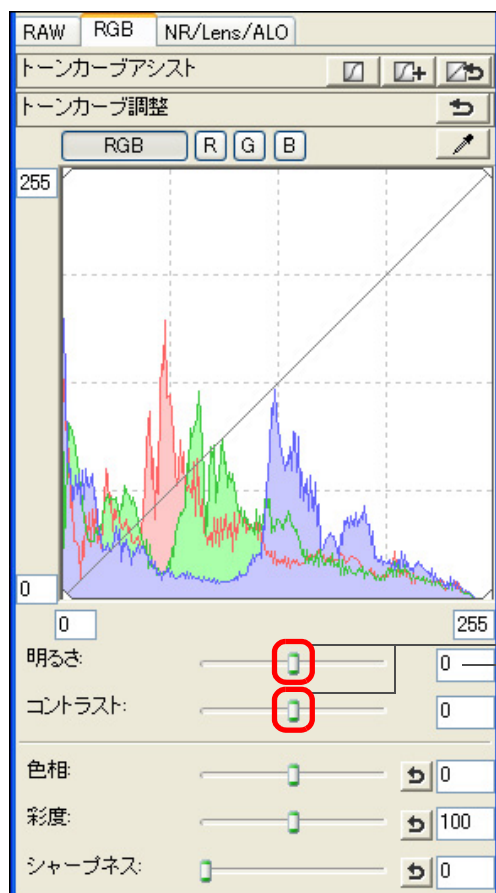 RAW RGB NR/Lens/ALO
トーンカーブアシスト
トーンカーブ調整
RGB R G B
255
0
0 255
明るさ: 0
コントラスト: 0
色相: 0
彩度: 100
シャープネス: 0